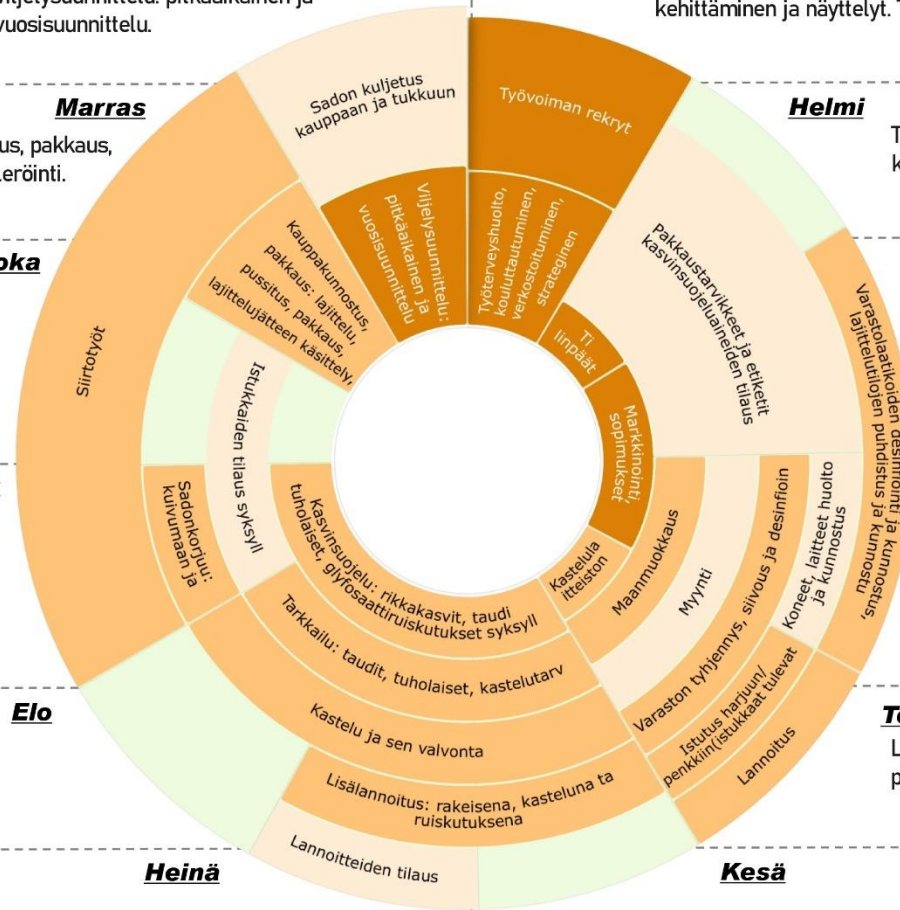 viljelysuunnittelu: pitkäaikainen ja
vuosisuunnittelu.
kehittäminen ja näyttelyt.
Marras
Helmi
pakkaus,
Sadon kuljetus
kauppaan ja tukkuun
Työvoiman rekryt
Viljelysuunnittelu:
pitkäaikainen ja
vuosisuunnittelu
Työterveyshuolto,
kouluttautuminen,
verkostoituminen,
strateginen
Ti
linpäät
Markkinointi,
sopimukset
Pakkaustarvikkeet ja etiketit
kasvinsuojeluaineiden tilaus
Varastolaatikoiden desinfiointi ja kunnostus,
lajittelutilojen puhdistus ja kunnostu
Kauppakunnostus,
pakkaus: lajittelu,
pussitus, pakkaus,
lajittelujätteen käsittely,
Siirtotyöt
Istukkaiden tilaus syksyll
Sadonkorjuu:
kuivumaan ja
Kasvinsuojelu: rikkakasvit, taudi
tuholaiset, glyfosaattiruiskutukset syksyll
Tarkkailu: taudit, tuholaiset, kastelutarv
Kastelu ja sen valvonta
Lisälannoitus: rakeisena, kasteluna ta
ruiskutuksena
Lannoitteiden tilaus
Kastelula
itteiston
Maanmuokkaus
Myynti
Varaston tyhjennys, siivous ja desinfioin
Koneet, laitteet huolto
ja kunnostus
Istutus harjuun/
penkkiin(istukkaat tulevat
Lannoitus
Elo
Heinä
Kesä